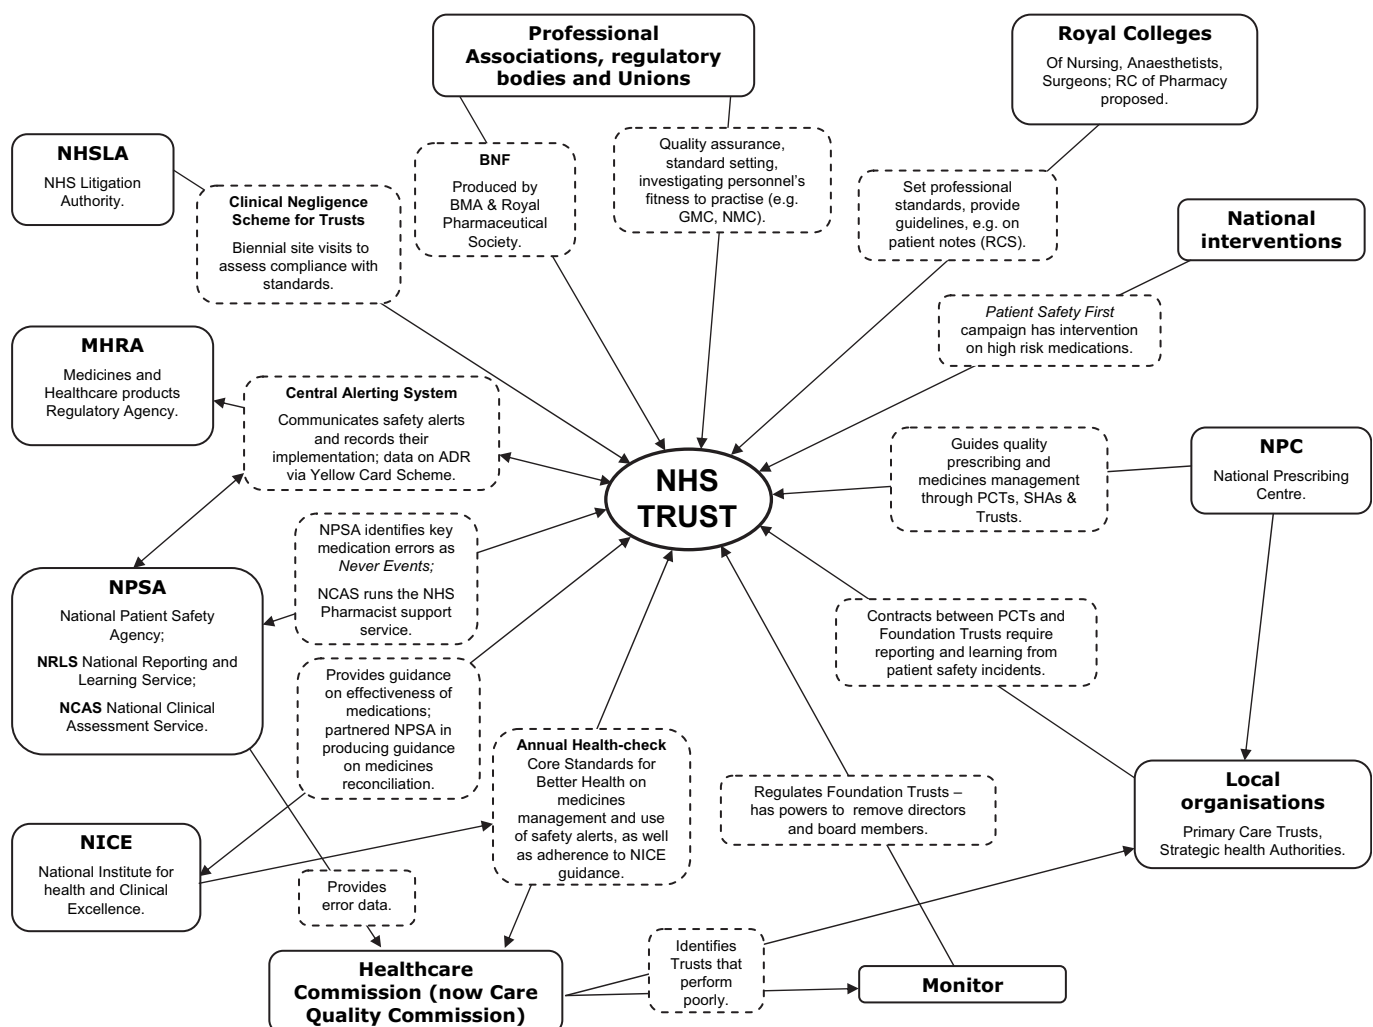 Professional
Associations, regulatory
bodies and Unions
Royal Colleges
Of Nursing, Anaesthetists,
Surgeons; RC of Pharmacy
proposed.
NHSLA
NHS Litigation
Authority.
Clinical Negligence
Scheme for Trusts
Biennial site visits to
assess compliance with
standards.
BNF
Produced by
BMA & Royal
Pharmaceutical
Society.
Quality assurance,
standard setting,
investigating personnel's
fitness to practise (e.g.
GMC, NMC).
Set professional
standards, provide
guidelines, e.g. on
patient notes (RCS).
National
interventions
Patient Safety First
campaign has intervention
on high risk medications.
MHRA
Medicines and
Healthcare products
Regulatory Agency.
Central Alerting System
Communicates safety alerts
and records their
implementation; data on ADR
via Yellow Card Scheme.
NHS
TRUST
Guides quality
prescribing and
medicines management
through PCTs, SHAs &
Trusts.
NPC
National Prescribing
Centre.
NPSA identifies key
medication errors as
Never Events;
NCAS runs the NHS
Pharmacist support
service.
NPSA
National Patient Safety
Agency;
NRLS National Reporting and
Learning Service;
NCAS National Clinical
Assessment Service.
Contracts between PCTs and
Foundation Trusts require
reporting and learning from
patient safety incidents.
Provides guidance
on effectiveness of
medications;
partnered NPSA in
producing guidance
on medicines
reconciliation.
Annual Health-check
Core Standards for
Better Health on
medicines
management and use
of safety alerts, as well
as adherence to NICE
guidance.
Regulates Foundation Trusts –
has powers to remove directors
and board members.
Local
organisations
Primary Care Trusts,
Strategic health Authorities.
NICE
National Institute for
health and Clinical
Excellence.
Provides
error data.
Identifies
Trusts that
perform
poorly.
Healthcare
Commission (now Care
Quality Commission)
Monitor